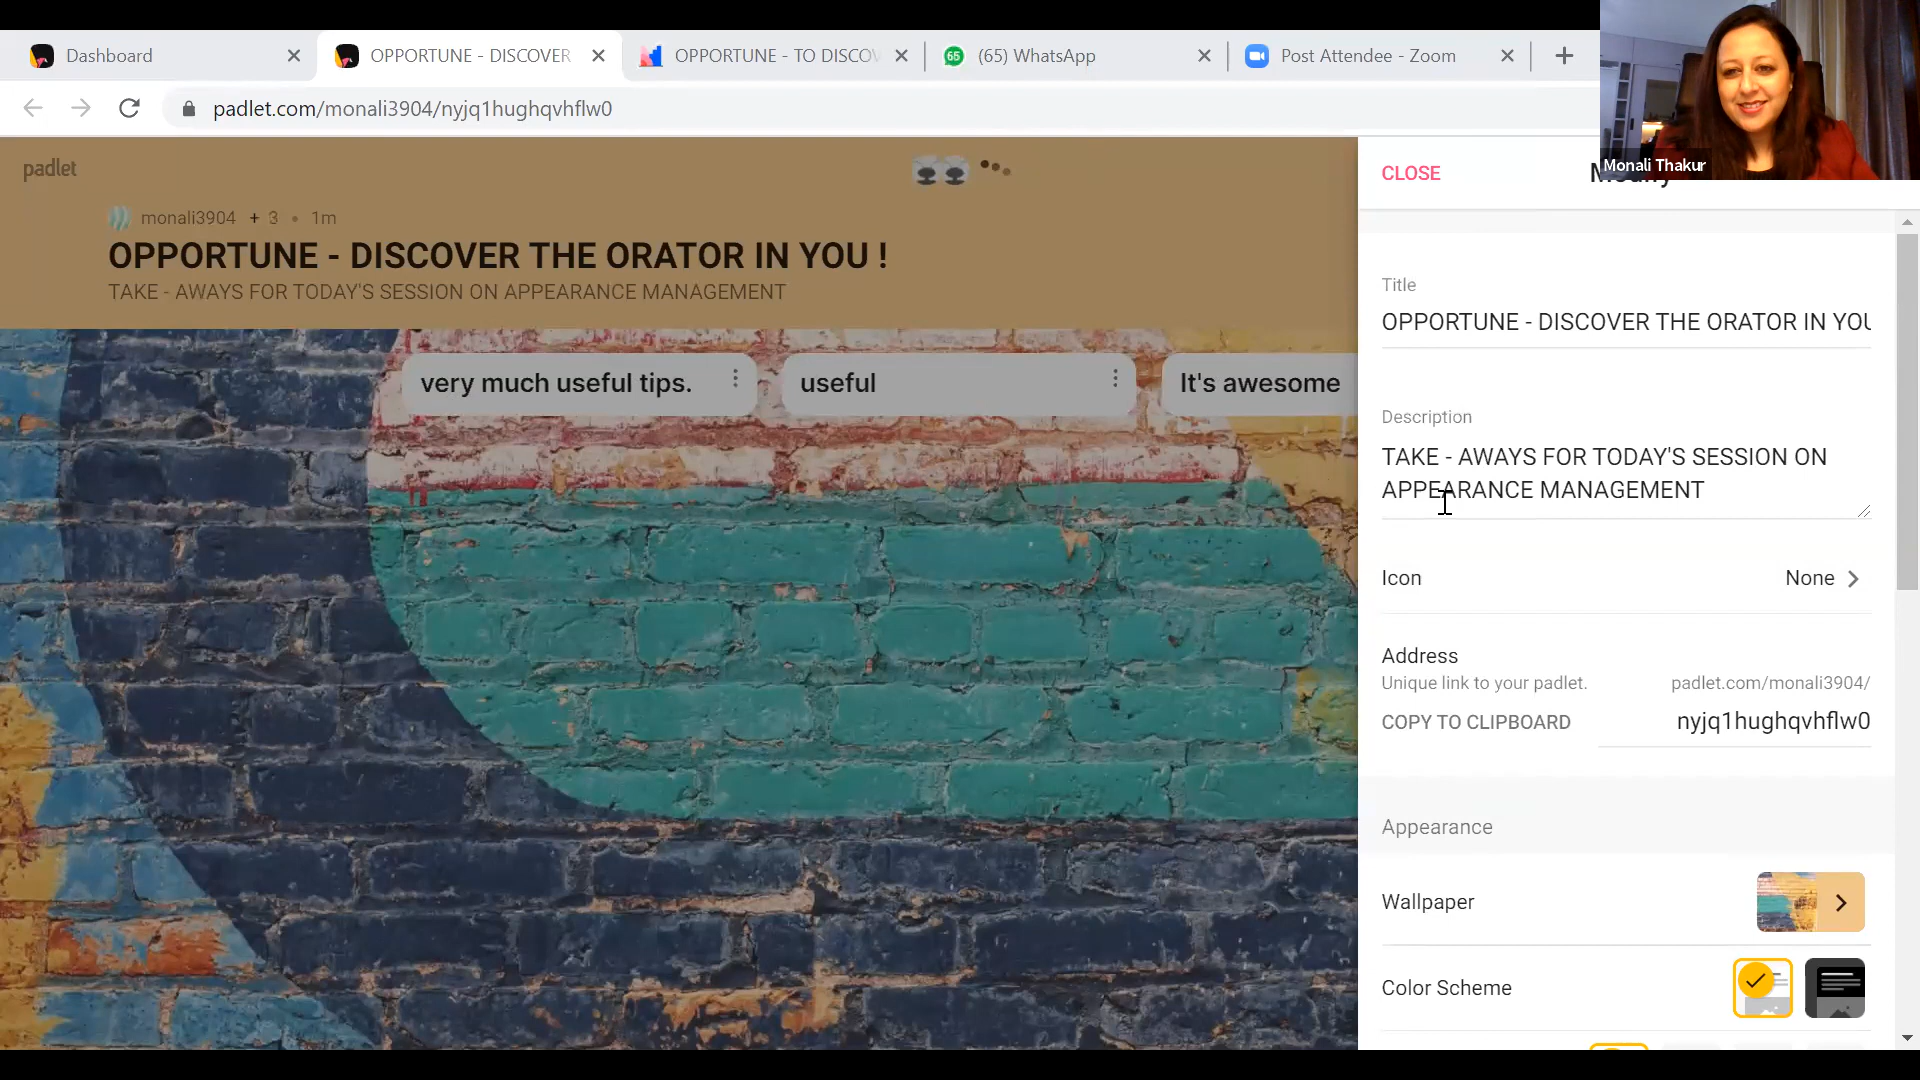 Dashboard
OPPORTUNE - DISCOVER
OPPORTUNE - TO DISCOV
65
(65) WhatsApp
Post Attendee - Zoom
padlet.com/monali3904/nyjq1hughqvhflw0
Monali Thakur
padlet
CLOSE
monali3904 + 3 • 1m
OPPORTUNE - DISCOVER THE ORATOR IN YOU !
TAKE - AWAYS FOR TODAY'S SESSION ON APPEARANCE MANAGEMENT
very much useful tips.
useful
It's awesome
Title
OPPORTUNE - DISCOVER THE ORATOR IN YOU
Description
TAKE - AWAYS FOR TODAY'S SESSION ON
APPEARANCE MANAGEMENT
Icon
None
Address
Unique link to your padlet.
padlet.com/monali3904/
COPY TO CLIPBOARD
nyjq1hughqvhflw0
Appearance
Wallpaper
Color Scheme